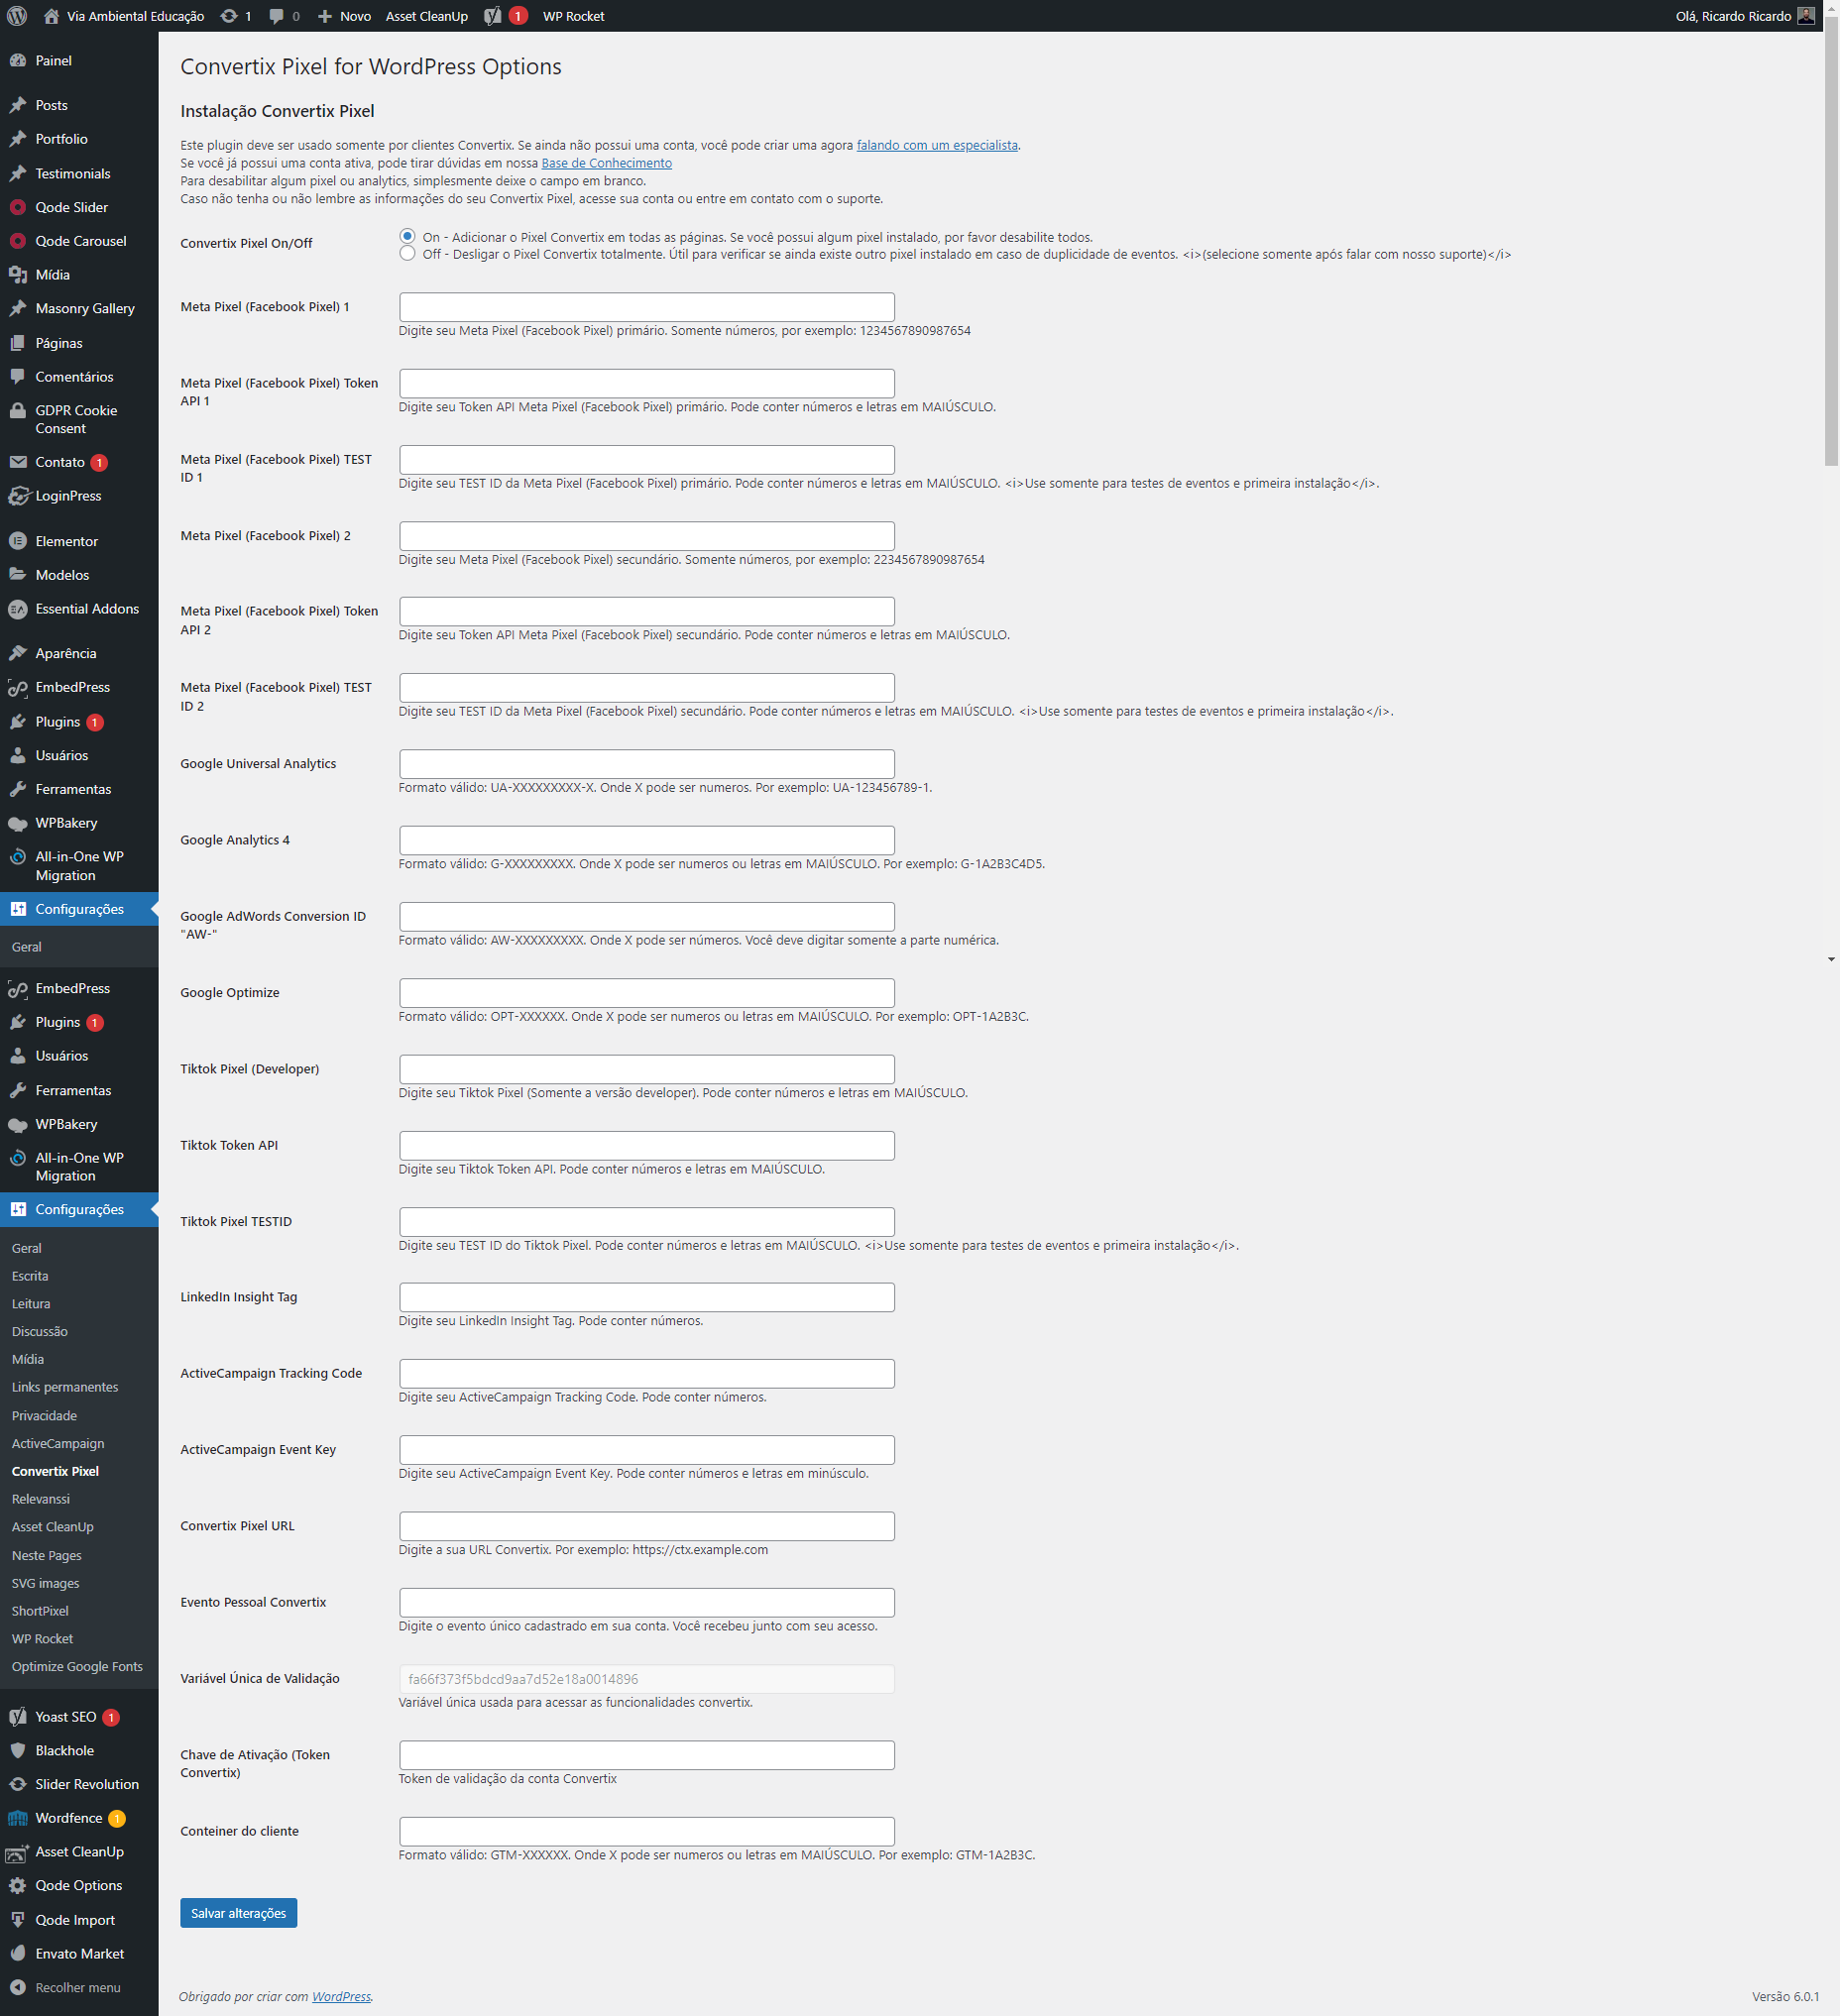 Via Ambiental Educação 1 0 Novo Asset CleanUp 1 WP Rocket Olá, Ricardo Ricardo
Painel
Posts
Portfolio
Testimonials
Qode Slider
Qode Carousel
Mídia
Masonry Gallery
Páginas
Comentários
GDPR Cookie
Consent
Contato 1
LoginPress
Elementor
Modelos
Essential Addons
Aparência
EmbedPress
Plugins 1
Usuários
Ferramentas
WPBakery
All-in-One WP
Migration
Configurações
Geral
EmbedPress
Plugins 1
Usuários
Ferramentas
WPBakery
All-in-One WP
Migration
Configurações
Geral
Escrita
Leitura
Discussão
Mídia
Links permanentes
Privacidade
ActiveCampaign
Convertix Pixel
Relevanssi
Asset CleanUp
Neste Pages
SVG images
ShortPixel
WP Rocket
Optimize Google Fonts
Yoast SEO 1
Blackhole
Slider Revolution
Wordfence 1
Asset CleanUp
Qode Options
Qode Import
Envato Market
Recolher menu
Convertix Pixel for WordPress Options
Instalação Convertix Pixel
Este plugin deve ser usado somente por clientes Convertix. Se ainda não possui uma conta, você pode criar uma agora falando com um especialista.
Se você já possui uma conta ativa, pode tirar dúvidas em nossa Base de Conhecimento
Para desabilitar algum pixel ou analytics, simplesmente deixe o campo em branco.
Caso não tenha ou não lembre as informações do seu Convertix Pixel, acesse sua conta ou entre em contato com o suporte.
Convertix Pixel On/Off
On - Adicionar o Pixel Convertix em todas as páginas. Se você possui algum pixel instalado, por favor desabilite todos.
Off - Desligar o Pixel Convertix totalmente. Útil para verificar se ainda existe outro pixel instalado em caso de duplicidade de eventos. <i>(selecione somente após falar com nosso suporte)</i>
Meta Pixel (Facebook Pixel) 1
Digite seu Meta Pixel (Facebook Pixel) primário. Somente números, por exemplo: 1234567890987654
Meta Pixel (Facebook Pixel) Token
API 1
Digite seu Token API Meta Pixel (Facebook Pixel) primário. Pode conter números e letras em MAIÚSCULO.
Meta Pixel (Facebook Pixel) TEST
ID 1
Digite seu TEST ID da Meta Pixel (Facebook Pixel) primário. Pode conter números e letras em MAIÚSCULO. <i>Use somente para testes de eventos e primeira instalação</i>.
Meta Pixel (Facebook Pixel) 2
Digite seu Meta Pixel (Facebook Pixel) secundário. Somente números, por exemplo: 2234567890987654
Meta Pixel (Facebook Pixel) Token
API 2
Digite seu Token API Meta Pixel (Facebook Pixel) secundário. Pode conter números e letras em MAIÚSCULO.
Meta Pixel (Facebook Pixel) TEST
ID 2
Digite seu TEST ID da Meta Pixel (Facebook Pixel) secundário. Pode conter números e letras em MAIÚSCULO. <i>Use somente para testes de eventos e primeira instalação</i>.
Google Universal Analytics
Formato válido: UA-XXXXXXXXX-X. Onde X pode ser numeros. Por exemplo: UA-123456789-1.
Google Analytics 4
Formato válido: G-XXXXXXXXX. Onde X pode ser numeros ou letras em MAIÚSCULO. Por exemplo: G-1A2B3C4D5.
Google AdWords Conversion ID
"AW-"
Formato válido: AW-XXXXXXXXX. Onde X pode ser números. Você deve digitar somente a parte numérica.
Google Optimize
Formato válido: OPT-XXXXXX. Onde X pode ser numeros ou letras em MAIÚSCULO. Por exemplo: OPT-1A2B3C.
Tiktok Pixel (Developer)
Digite seu Tiktok Pixel (Somente a versão developer). Pode conter números e letras em MAIÚSCULO.
Tiktok Token API
Digite seu Tiktok Token API. Pode conter números e letras em MAIÚSCULO.
Tiktok Pixel TESTID
Digite seu TEST ID do Tiktok Pixel. Pode conter números e letras em MAIÚSCULO. <i>Use somente para testes de eventos e primeira instalação</i>.
LinkedIn Insight Tag
Digite seu LinkedIn Insight Tag. Pode conter números.
ActiveCampaign Tracking Code
Digite seu ActiveCampaign Tracking Code. Pode conter números.
ActiveCampaign Event Key
Digite seu ActiveCampaign Event Key. Pode conter números e letras em minúsculo.
Convertix Pixel URL
Digite a sua URL Convertix. Por exemplo: https://ctx.example.com
Evento Pessoal Convertix
Digite o evento único cadastrado em sua conta. Você recebeu junto com seu acesso.
Variável Única de Validação
fa66f373f5bdcd9aa7d52e18a0014896
Variável única usada para acessar as funcionalidades convertix.
Chave de Ativação (Token
Convertix)
Token de validação da conta Convertix
Conteiner do cliente
Formato válido: GTM-XXXXXX. Onde X pode ser numeros ou letras em MAIÚSCULO. Por exemplo: GTM-1A2B3C.
Salvar alterações
Obrigado por criar com WordPress.
Versão 6.0.1